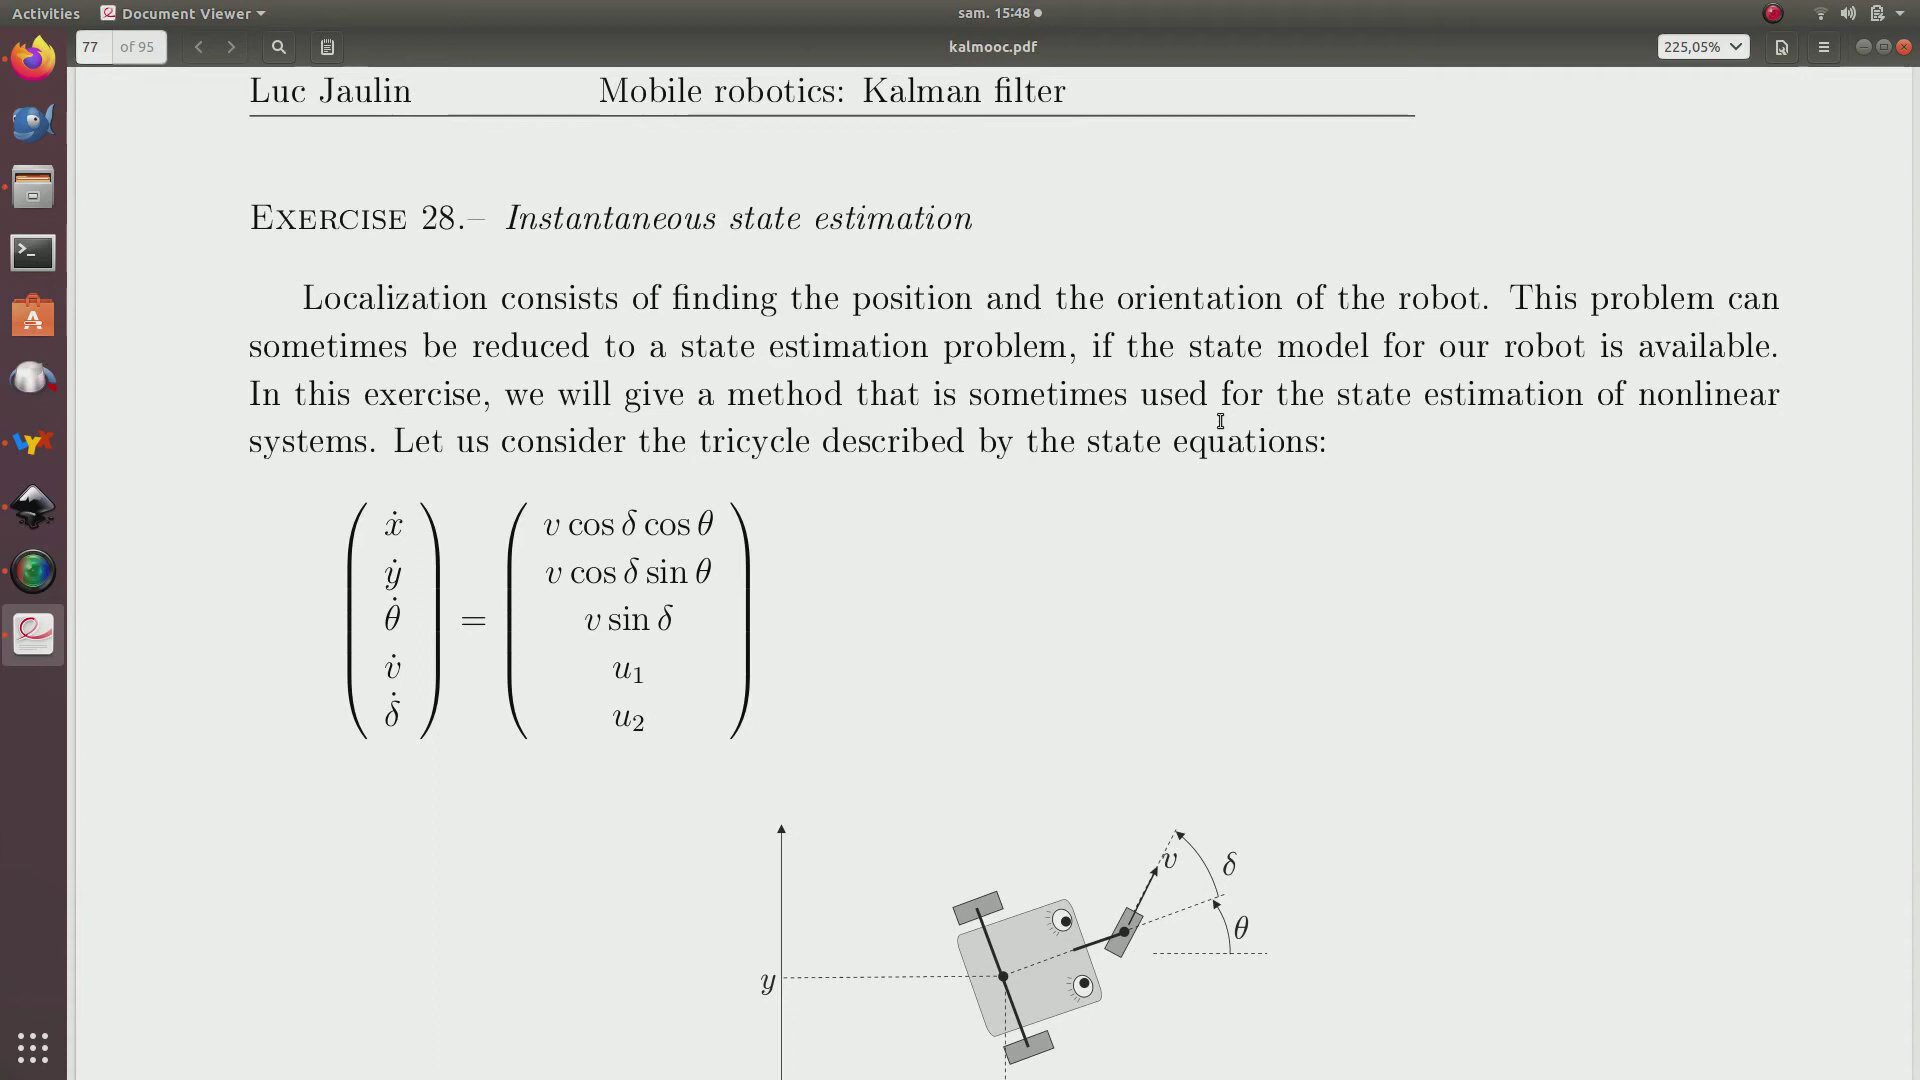 Activities Document Viewer sam. 15:48
77 of 95 kalmooc.pdf 225,05%
Luc Jaulin Mobile robotics: Kalman filter
EXERCISE 28.– Instantaneous state estimation
Localization consists of finding the position and the orientation of the robot. This problem can
sometimes be reduced to a state estimation problem, if the state model for our robot is available.
In this exercise, we will give a method that is sometimes used for the state estimation of nonlinear
systems. Let us consider the tricycle described by the state equations:
ẋ v cos δ cos θ
ẏ v cos δ sin θ
θ̇ = v sin δ
v̇ u₁
δ̇ u₂
v δ
θ
y